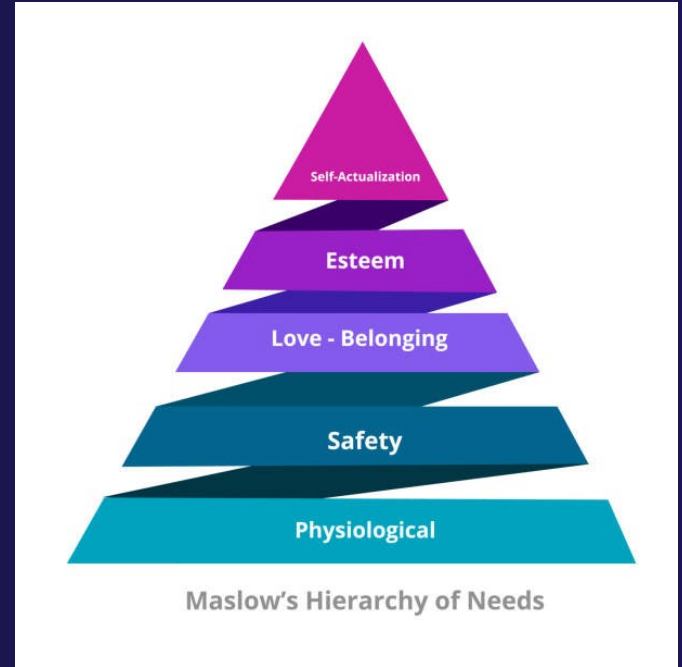 Self-Actualization
Esteem
Love - Belonging
Safety
Physiological
Maslow’s Hierarchy of Needs